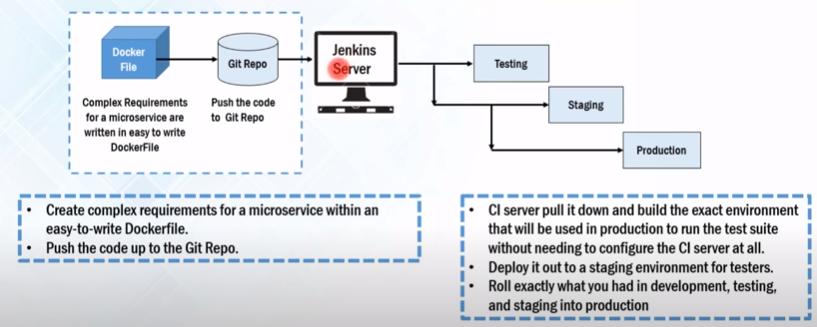 Docker
File
Git Repo
Jenkins
Server
Testing
Staging
Production
Complex Requirements
for a microservice are
written in easy to write
DockerFile
Push the code
to Git Repo
• Create complex requirements for a microservice within an
easy-to-write Dockerfile.
• Push the code up to the Git Repo.
• CI server pull it down and build the exact environment
that will be used in production to run the test suite
without needing to configure the CI server at all.
• Deploy it out to a staging environment for testers.
• Roll exactly what you had in development, testing,
and staging into production